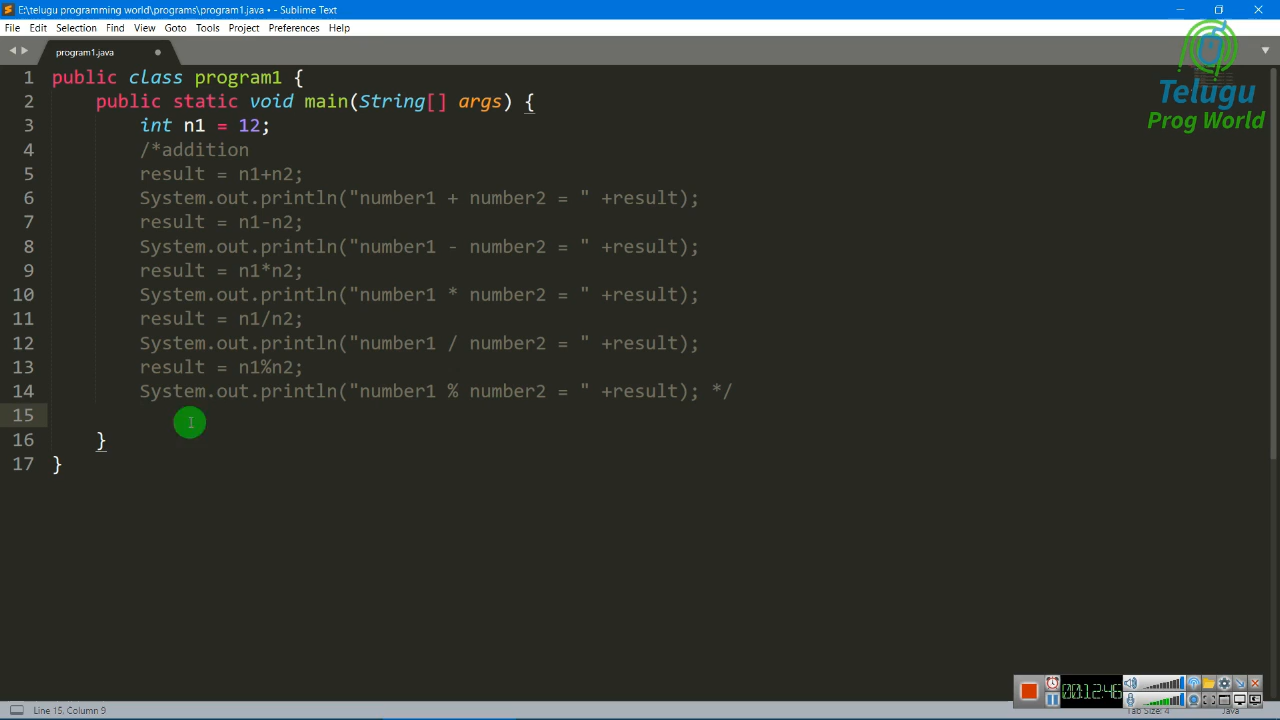 E:\telugu programming world\programs\program1.java • - Sublime Text
File Edit Selection Find View Goto Tools Project Preferences Help
program1.java
Telugu
Prog World
1 public class program1 {
2 public static void main(String[] args) {
3 int n1 = 12;
4 /*addition
5 result = n1+n2;
6 System.out.println("number1 + number2 = " +result);
7 result = n1-n2;
8 System.out.println("number1 - number2 = " +result);
9 result = n1*n2;
10 System.out.println("number1 * number2 = " +result);
11 result = n1/n2;
12 System.out.println("number1 / number2 = " +result);
13 result = n1%n2;
14 System.out.println("number1 % number2 = " +result); */
15
16 }
17 }
00:12:46
Line 15, Column 9 Tab Size: 4 Java